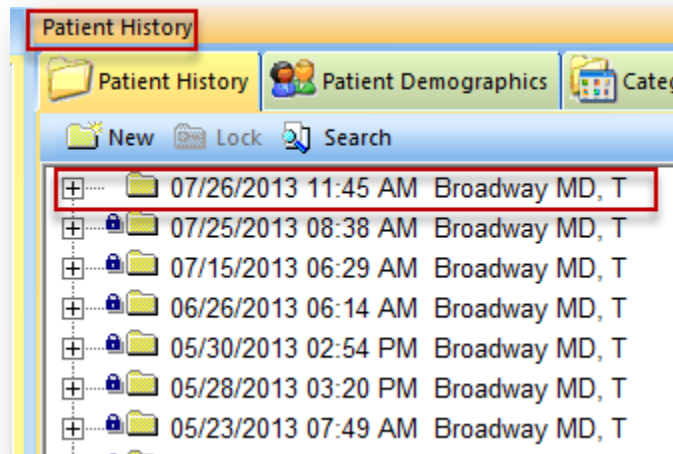 Patient History
Patient History Patient Demographics Categ
New Lock Search
07/26/2013 11:45 AM Broadway MD, T
07/25/2013 08:38 AM Broadway MD, T
07/15/2013 06:29 AM Broadway MD, T
06/26/2013 06:14 AM Broadway MD, T
05/30/2013 02:54 PM Broadway MD, T
05/28/2013 03:20 PM Broadway MD, T
05/23/2013 07:49 AM Broadway MD, T